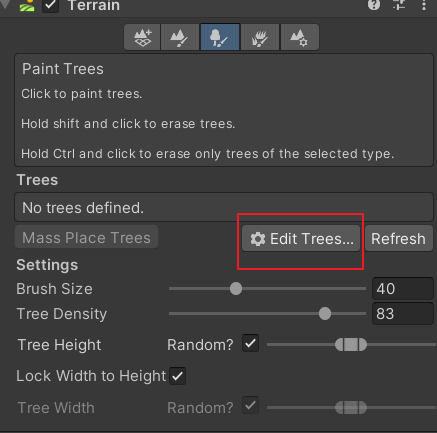 Terrain
Paint Trees
Click to paint trees.
Hold shift and click to erase trees.
Hold Ctrl and click to erase only trees of the selected type.
Trees
No trees defined.
Mass Place Trees Edit Trees... Refresh
Settings
Brush Size 40
Tree Density 83
Tree Height Random?
Lock Width to Height
Tree Width Random?